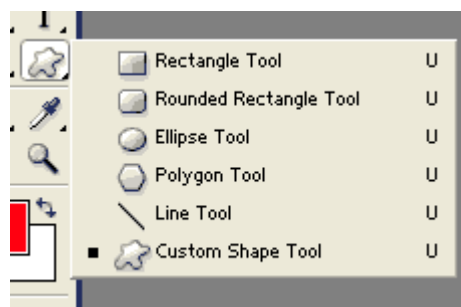 T
Rectangle Tool U
Rounded Rectangle Tool U
Ellipse Tool U
Polygon Tool U
Line Tool U
Custom Shape Tool U